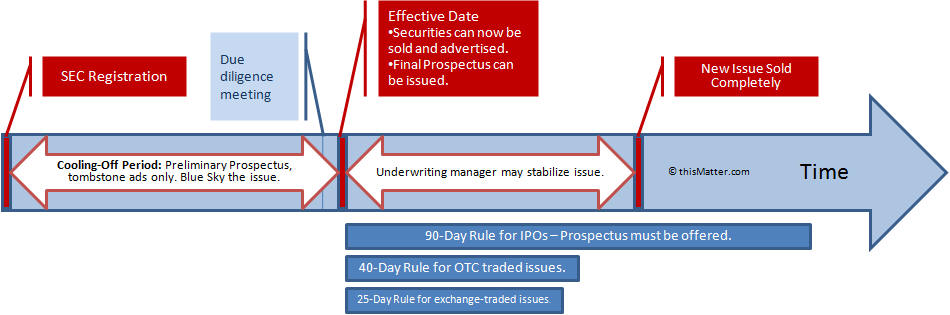 SEC Registration
Due
diligence
meeting
Effective Date
•Securities can now be
sold and advertised.
•Final Prospectus can
be issued.
New Issue Sold
Completely
Cooling-Off Period: Preliminary Prospectus,
tombstone ads only. Blue Sky the issue.
Underwriting manager may stabilize issue.
© thisMatter.com
Time
90-Day Rule for IPOs – Prospectus must be offered.
40-Day Rule for OTC traded issues.
25-Day Rule for exchange-traded issues.